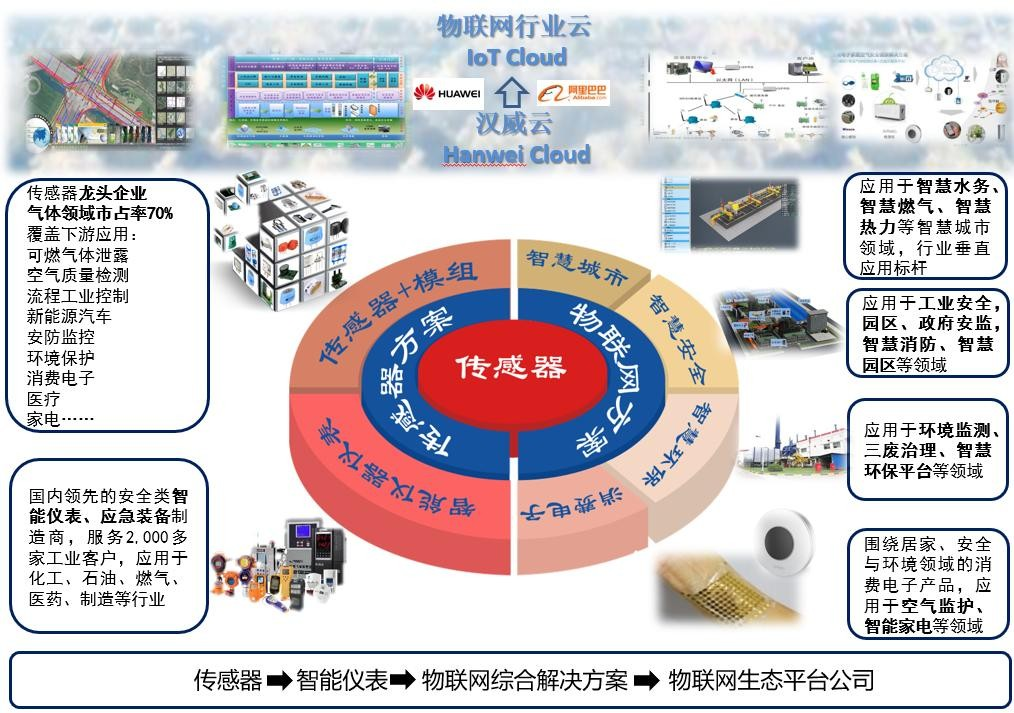 物联网行业云
IoT Cloud
HUAWEI
阿里巴巴
Alibaba.com
汉威云
Hanwei Cloud
传感器龙头企业
气体领域市占率70%
覆盖下游应用：
可燃气体泄露
空气质量检测
流程工业控制
新能源汽车
安防监控
环境保护
消费电子
医疗
家电……
国内领先的安全类智
能仪表、应急装备制
造商，服务2,000多
家工业客户，应用于
化工、石油、燃气、
医药、制造等行业
传感器+模组
智慧城市
智慧安全
智慧环保
消费电子
智能仪器仪表
传感器方案
物联网方案
传感器
应用于智慧水务、
智慧燃气、智慧
热力等智慧城市
领域，行业垂直
应用标杆
应用于工业安全，
园区、政府安监，
智慧消防、智慧
园区等领域
应用于环境监测、
三废治理、智慧
环保平台等领域
围绕居家、安全
与环境领域的消
费电子产品，应
用于空气监护、
智能家电等领域
传感器➡智能仪表➡物联网综合解决方案➡物联网生态平台公司